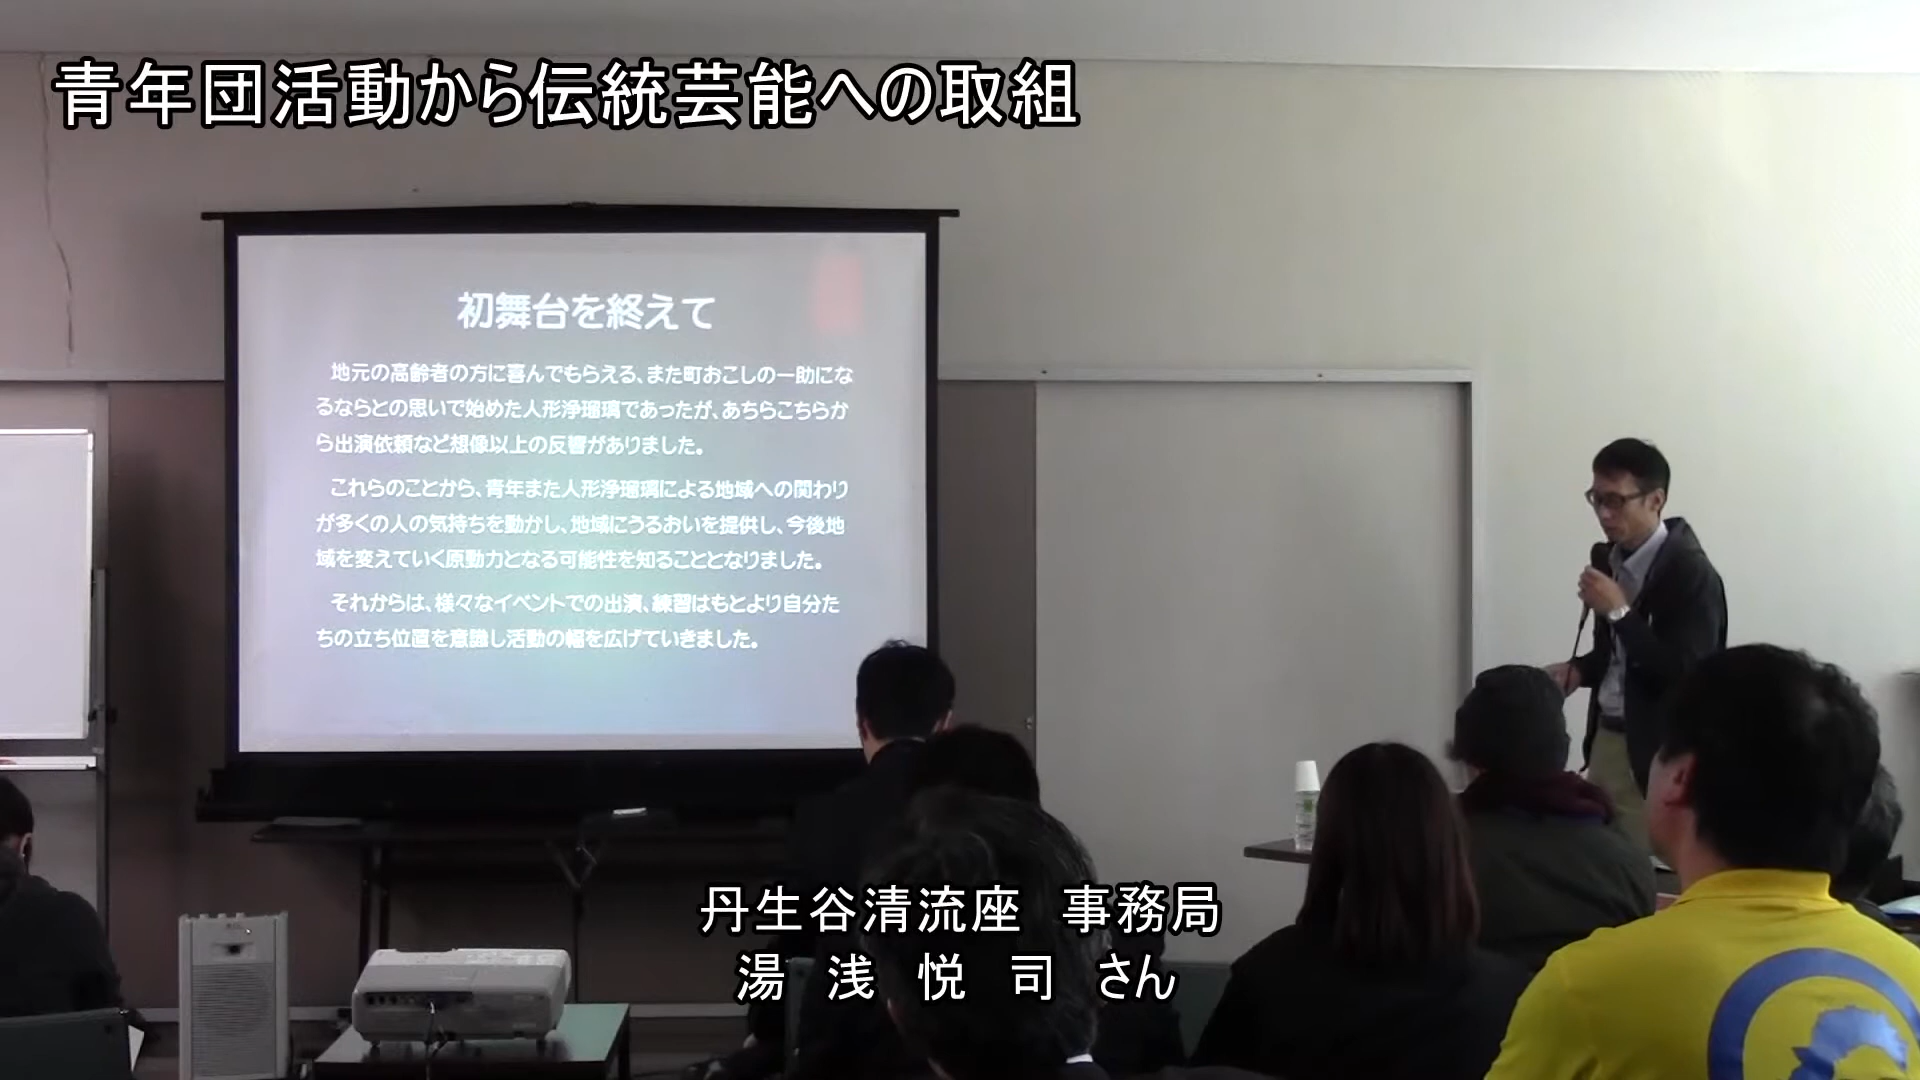 青年団活動から伝統芸能への取組
初舞台を終えて
地元の高齢者の方に喜んでもらえる、また町おこしの一助にな
るならとの思いで始めた人形浄瑠璃であったが、あちらこちらか
ら出演依頼など想像以上の反響がありました。
これらのことから、青年また人形浄瑠璃による地域への関わり
が多くの人の気持ちを動かし、地域にうるおいを提供し、今後地
域を変えていく原動力となる可能性を知ることとなりました。
それからは、様々なイベントでの出演、練習はもとより自分た
ちの立ち位置を意識し活動の幅を広げていきました。
丹生谷清流座 事務局
湯 浅 悦 司 さん